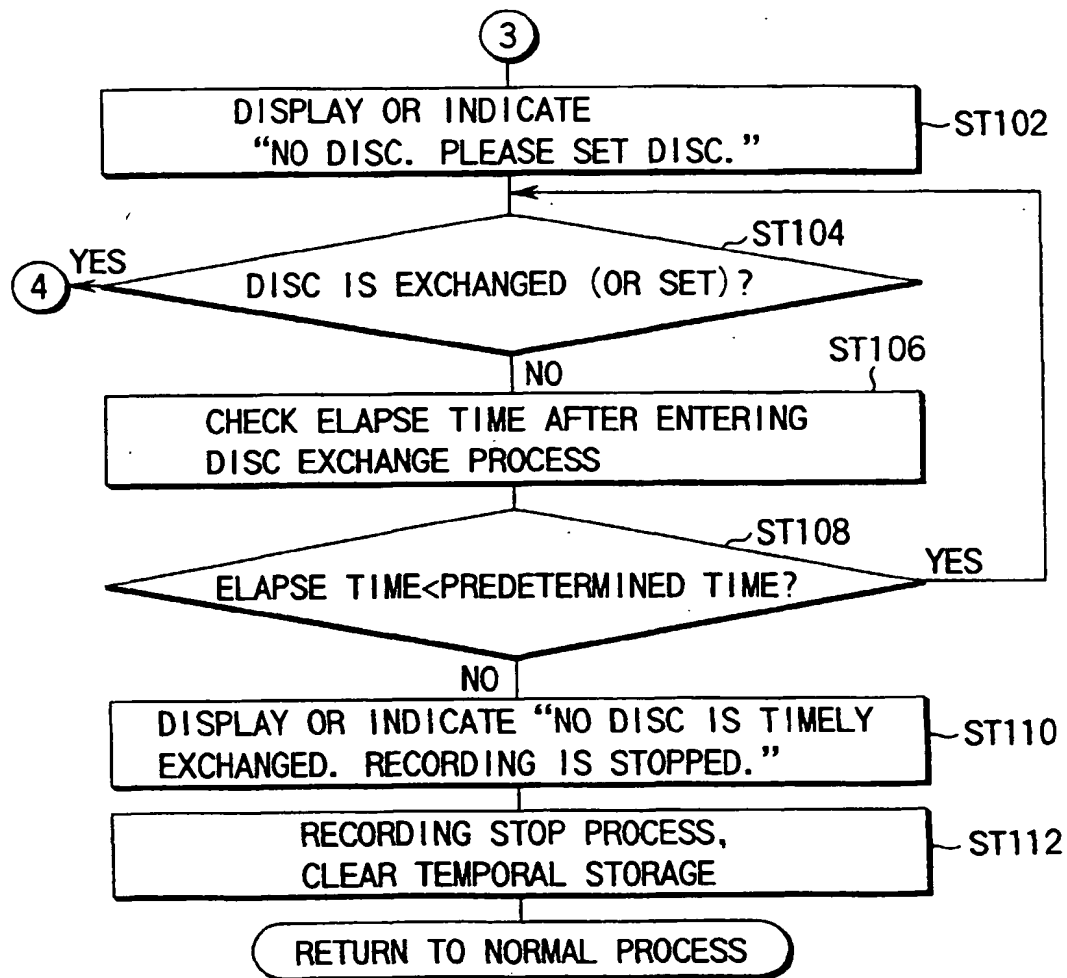 3
DISPLAY OR INDICATE
“NO DISC. PLEASE SET DISC.”
ST102
ST104
YES
4
DISC IS EXCHANGED (OR SET)?
ST106
NO
CHECK ELAPSE TIME AFTER ENTERING
DISC EXCHANGE PROCESS
ST108
YES
ELAPSE TIME<PREDETERMINED TIME?
NO
DISPLAY OR INDICATE “NO DISC IS TIMELY
EXCHANGED. RECORDING IS STOPPED.”
ST110
RECORDING STOP PROCESS,
CLEAR TEMPORAL STORAGE
ST112
RETURN TO NORMAL PROCESS